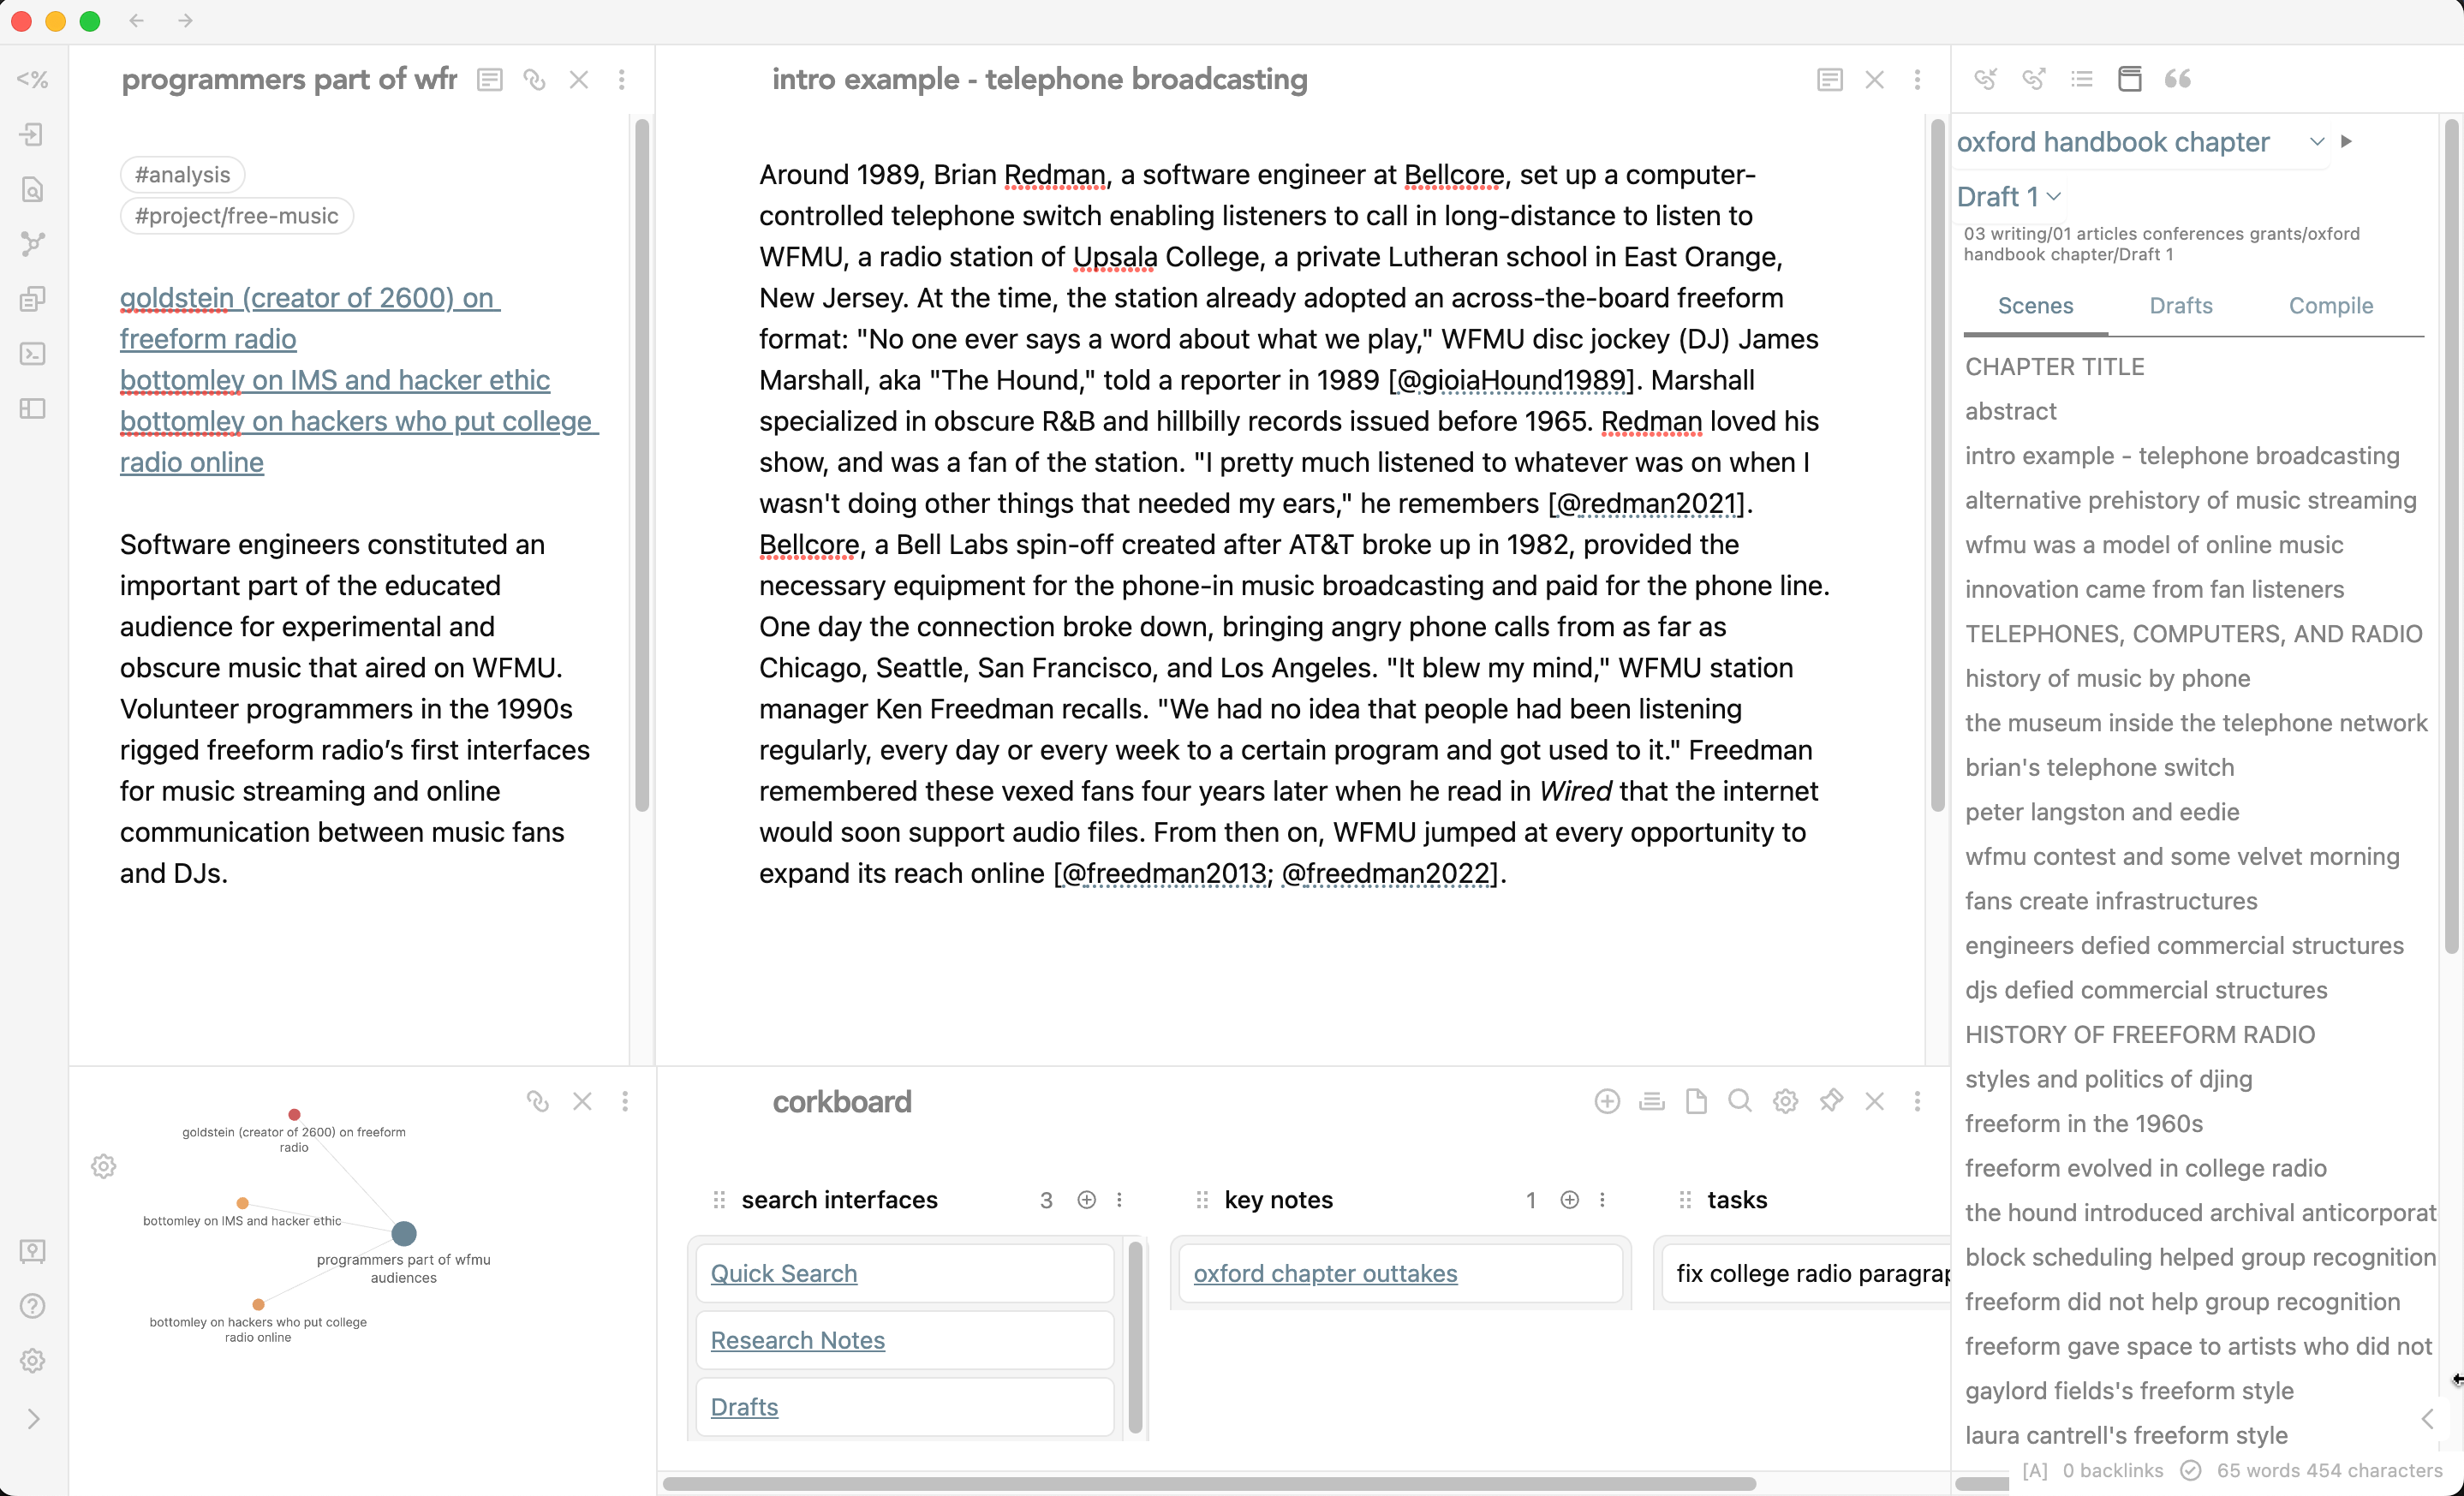 <%
programmers part of wfr
#analysis
#project/free-music
goldstein (creator of 2600) on
freeform radio
bottomley on IMS and hacker ethic
bottomley on hackers who put college
radio online
Software engineers constituted an
important part of the educated
audience for experimental and
obscure music that aired on WFMU.
Volunteer programmers in the 1990s
rigged freeform radio’s first interfaces
for music streaming and online
communication between music fans
and DJs.
intro example - telephone broadcasting
Around 1989, Brian Redman, a software engineer at Bellcore, set up a computer-
controlled telephone switch enabling listeners to call in long-distance to listen to
WFMU, a radio station of Upsala College, a private Lutheran school in East Orange,
New Jersey. At the time, the station already adopted an across-the-board freeform
format: "No one ever says a word about what we play," WFMU disc jockey (DJ) James
Marshall, aka "The Hound," told a reporter in 1989 [@gioiaHound1989]. Marshall
specialized in obscure R&B and hillbilly records issued before 1965. Redman loved his
show, and was a fan of the station. "I pretty much listened to whatever was on when I
wasn't doing other things that needed my ears," he remembers [@redman2021].
Bellcore, a Bell Labs spin-off created after AT&T broke up in 1982, provided the
necessary equipment for the phone-in music broadcasting and paid for the phone line.
One day the connection broke down, bringing angry phone calls from as far as
Chicago, Seattle, San Francisco, and Los Angeles. "It blew my mind," WFMU station
manager Ken Freedman recalls. "We had no idea that people had been listening
regularly, every day or every week to a certain program and got used to it." Freedman
remembered these vexed fans four years later when he read in Wired that the internet
would soon support audio files. From then on, WFMU jumped at every opportunity to
expand its reach online [@freedman2013; @freedman2022].
goldstein (creator of 2600) on freeform
radio
bottomley on IMS and hacker ethic
programmers part of wfmu
audiences
bottomley on hackers who put college
radio online
corkboard
search interfaces 3
Quick Search
Research Notes
Drafts
key notes 1
oxford chapter outtakes
tasks
fix college radio paragrap
oxford handbook chapter
Draft 1
03 writing/01 articles conferences grants/oxford
handbook chapter/Draft 1
Scenes Drafts Compile
CHAPTER TITLE
abstract
intro example - telephone broadcasting
alternative prehistory of music streaming
wfmu was a model of online music
innovation came from fan listeners
TELEPHONES, COMPUTERS, AND RADIO
history of music by phone
the museum inside the telephone network
brian's telephone switch
peter langston and eedie
wfmu contest and some velvet morning
fans create infrastructures
engineers defied commercial structures
djs defied commercial structures
HISTORY OF FREEFORM RADIO
styles and politics of djing
freeform in the 1960s
freeform evolved in college radio
the hound introduced archival anticorporat
block scheduling helped group recognition
freeform did not help group recognition
freeform gave space to artists who did not
gaylord fields's freeform style
laura cantrell's freeform style
[A] 0 backlinks 65 words 454 characters